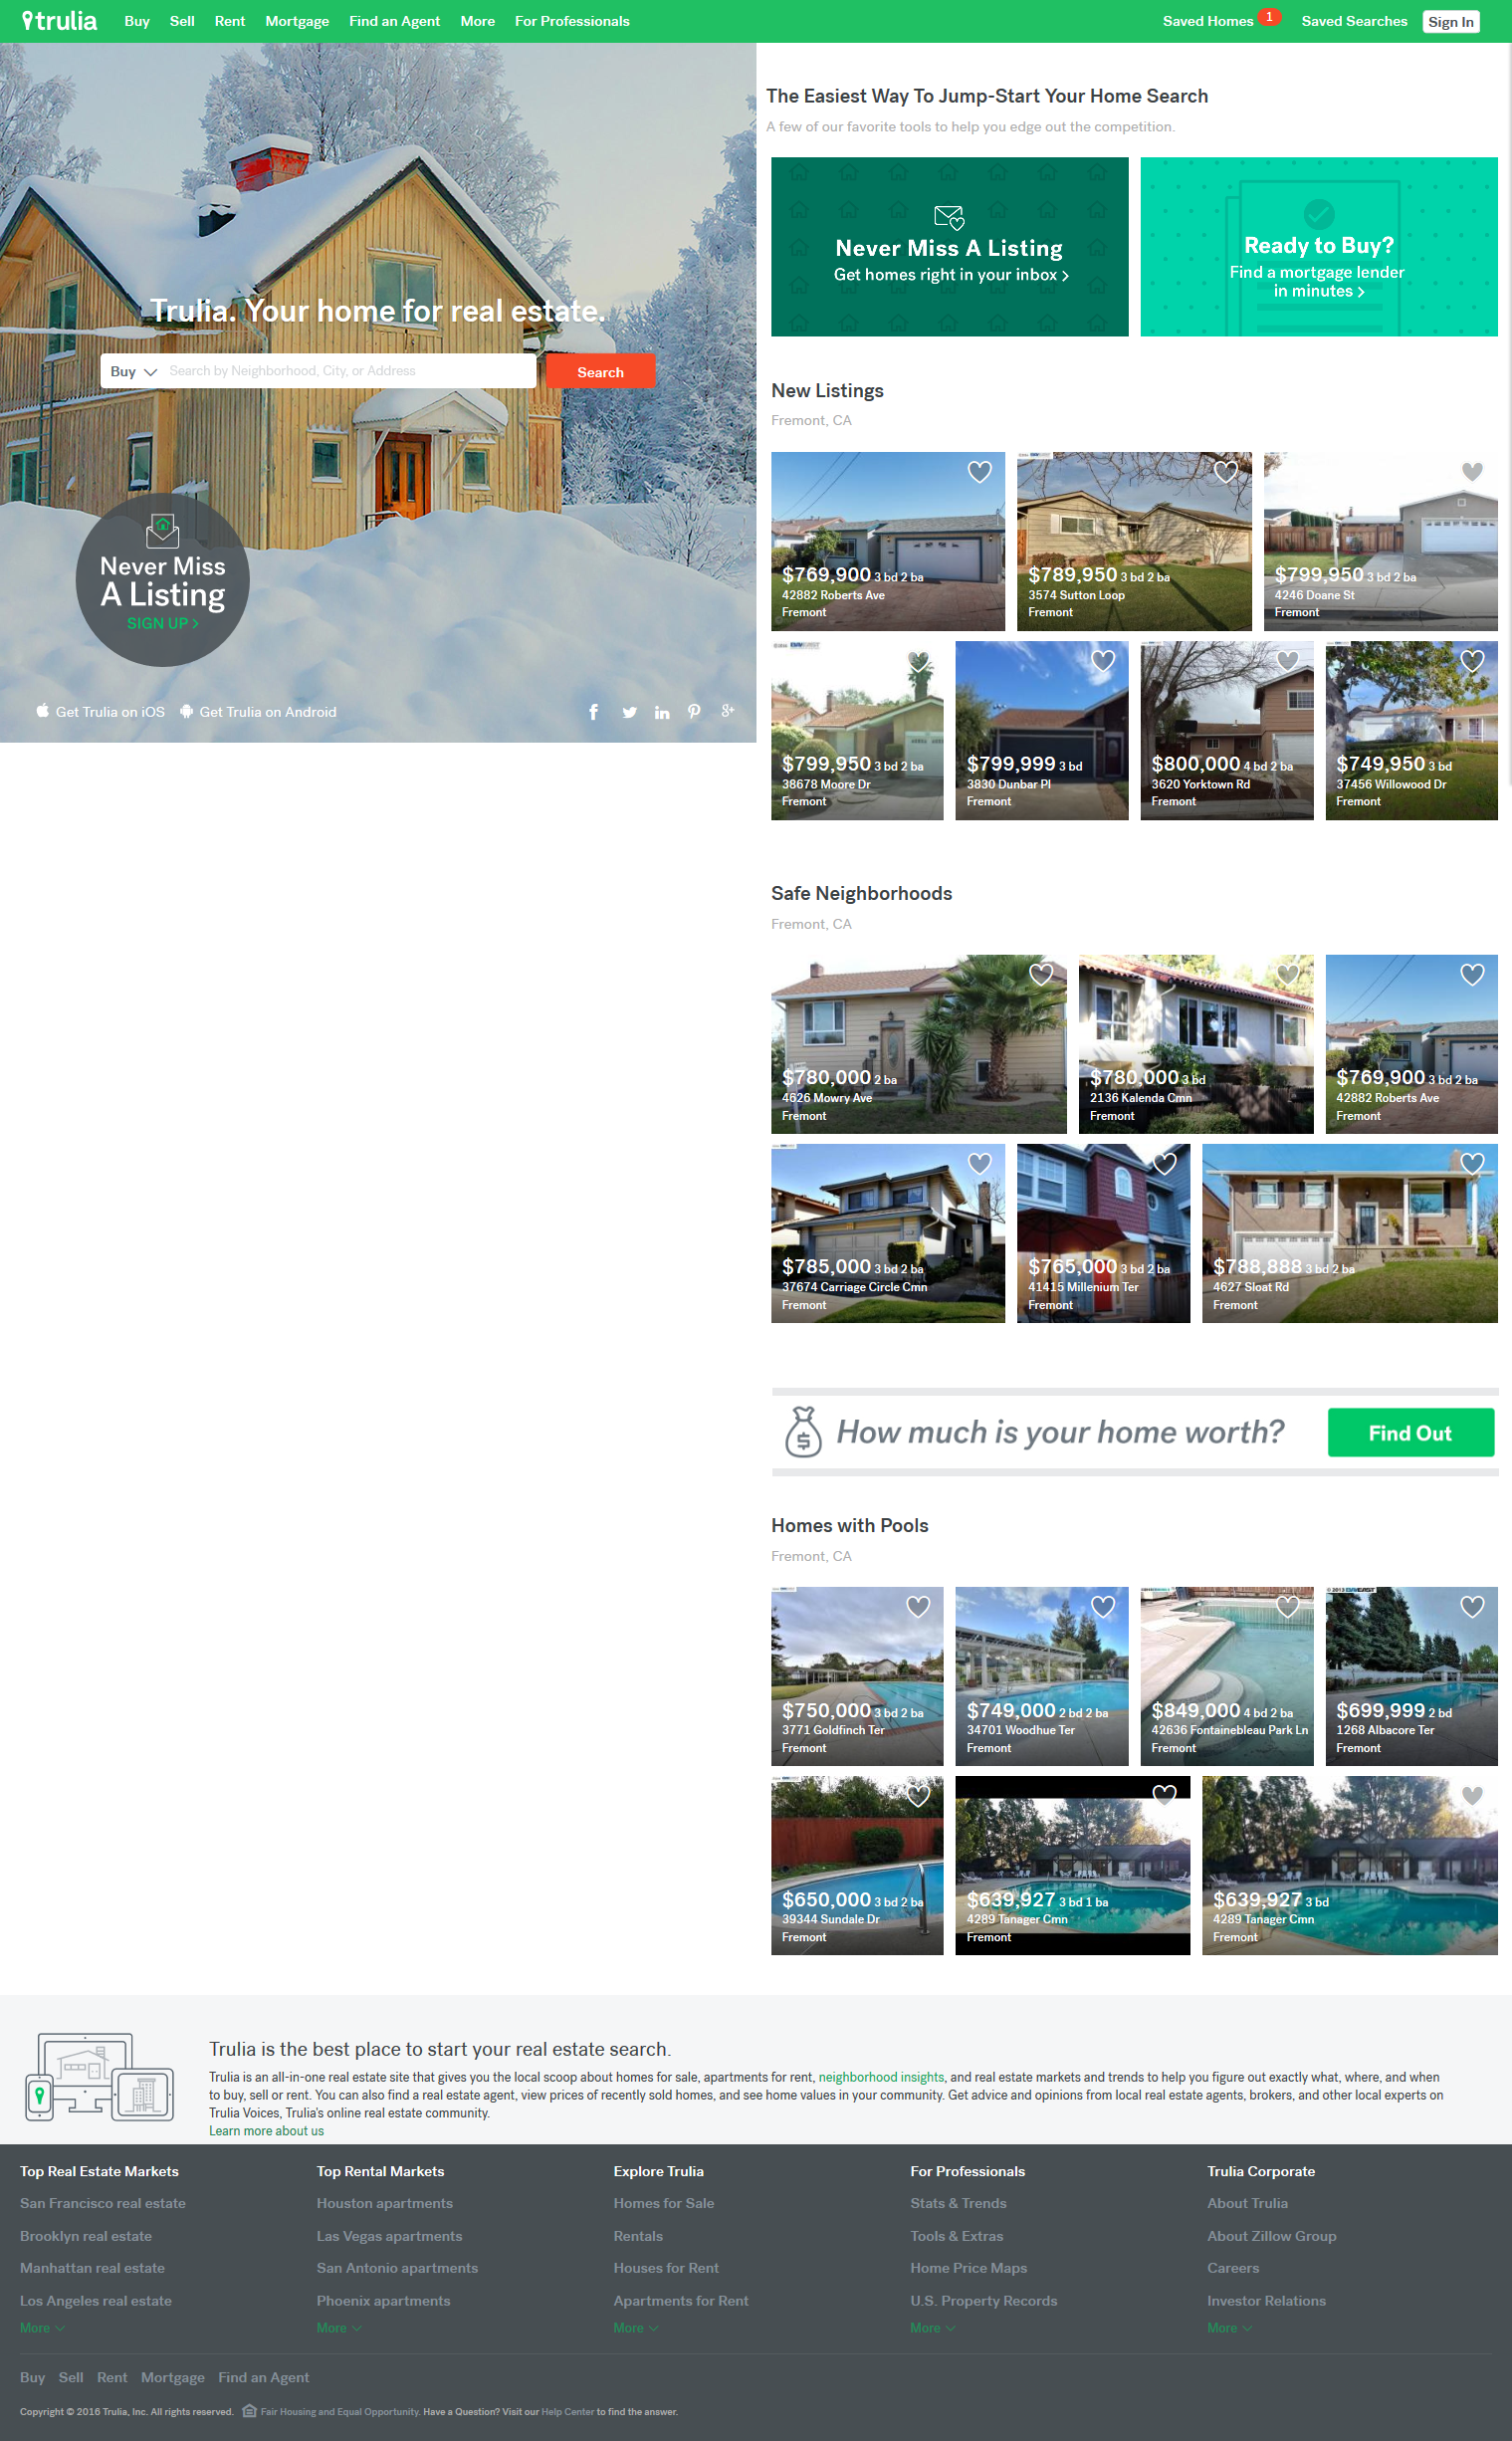 trulia Buy Sell Rent Mortgage Find an Agent More For Professionals Saved Homes 1 Saved Searches Sign In
Trulia. Your home for real estate.
Buy Search by Neighborhood, City, or Address Search
Never Miss
A Listing
SIGN UP >
Get Trulia on iOS Get Trulia on Android
The Easiest Way To Jump-Start Your Home Search
A few of our favorite tools to help you edge out the competition.
Never Miss A Listing
Get homes right in your inbox >
Ready to Buy?
Find a mortgage lender
in minutes >
New Listings
Fremont, CA
$769,900 3 bd 2 ba
42882 Roberts Ave
Fremont
$789,950 3 bd 2 ba
3574 Sutton Loop
Fremont
$799,950 3 bd 2 ba
4246 Doane St
Fremont
$799,950 3 bd 2 ba
38678 Moore Dr
Fremont
$799,999 3 bd
3830 Dunbar Pl
Fremont
$800,000 4 bd 2 ba
3620 Yorktown Rd
Fremont
$749,950 3 bd
37456 Willowood Dr
Fremont
Safe Neighborhoods
Fremont, CA
$780,000 2 ba
4626 Mowry Ave
Fremont
$780,000 3 bd
2136 Kalenda Cmn
Fremont
$769,900 3 bd 2 ba
42882 Roberts Ave
Fremont
$785,000 3 bd 2 ba
37674 Carriage Circle Cmn
Fremont
$765,000 3 bd 2 ba
41415 Millenium Ter
Fremont
$788,888 3 bd 2 ba
4627 Sloat Rd
Fremont
How much is your home worth? Find Out
Homes with Pools
Fremont, CA
$750,000 3 bd 2 ba
3771 Goldfinch Ter
Fremont
$749,000 2 bd 2 ba
34701 Woodhue Ter
Fremont
$849,000 4 bd 2 ba
42636 Fontainebleau Park Ln
Fremont
$699,999 2 bd
1268 Albacore Ter
Fremont
$650,000 3 bd 2 ba
39344 Sundale Dr
Fremont
$639,927 3 bd 1 ba
4289 Tanager Cmn
Fremont
$639,927 3 bd
4289 Tanager Cmn
Fremont
Trulia is the best place to start your real estate search.
Trulia is an all-in-one real estate site that gives you the local scoop about homes for sale, apartments for rent, neighborhood insights, and real estate markets and trends to help you figure out exactly what, where, and when
to buy, sell or rent. You can also find a real estate agent, view prices of recently sold homes, and see home values in your community. Get advice and opinions from local real estate agents, brokers, and other local experts on
Trulia Voices, Trulia's online real estate community.
Learn more about us
Top Real Estate Markets Top Rental Markets Explore Trulia For Professionals Trulia Corporate
San Francisco real estate Houston apartments Homes for Sale Stats & Trends About Trulia
Brooklyn real estate Las Vegas apartments Rentals Tools & Extras About Zillow Group
Manhattan real estate San Antonio apartments Houses for Rent Home Price Maps Careers
Los Angeles real estate Phoenix apartments Apartments for Rent U.S. Property Records Investor Relations
More More More More More
Buy Sell Rent Mortgage Find an Agent
Copyright © 2016 Trulia, Inc. All rights reserved. Fair Housing and Equal Opportunity. Have a Question? Visit our Help Center to find the answer.